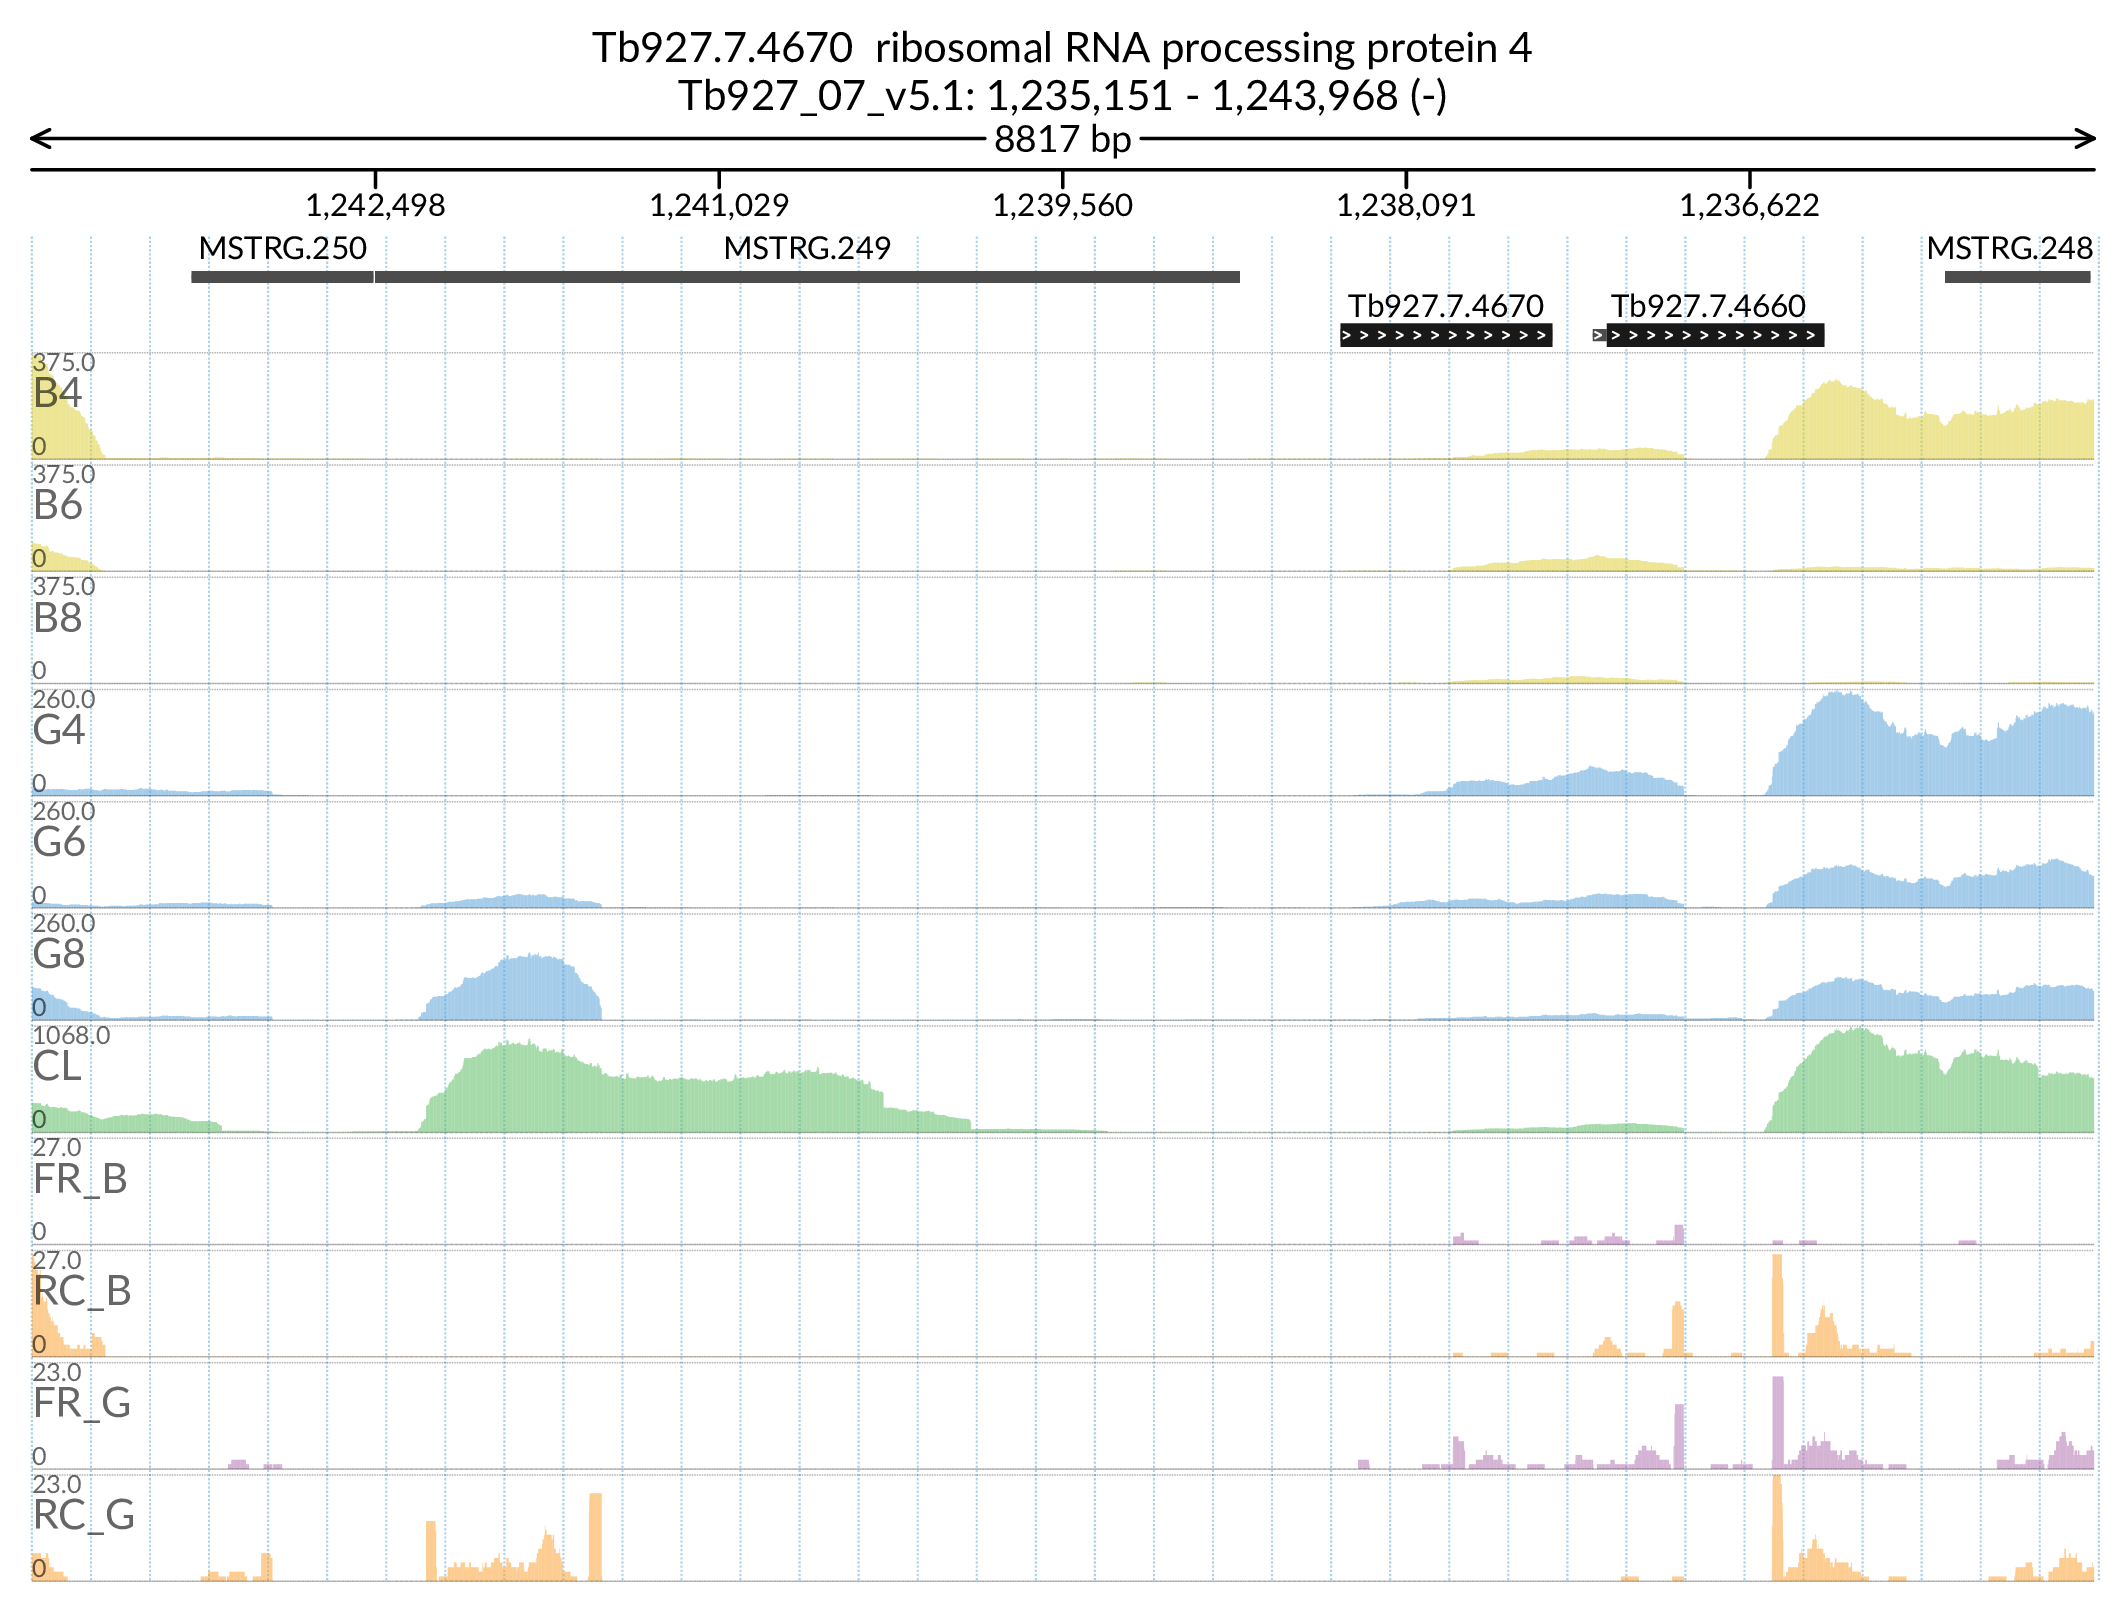 Tb927.7.4670 ribosomal RNA processing protein 4
Tb927_07_v5.1: 1,235,151 - 1,243,968 (-)
8817 bp
1,242,498 1,241,029 1,239,560 1,238,091 1,236,622
MSTRG.250 MSTRG.249 MSTRG.248
Tb927.7.4670 Tb927.7.4660
375.0
B4
0
375.0
B6
0
375.0
B8
0
260.0
G4
0
260.0
G6
0
260.0
G8
0
1068.0
CL
0
27.0
FR_B
0
27.0
RC_B
0
23.0
FR_G
0
23.0
RC_G
0